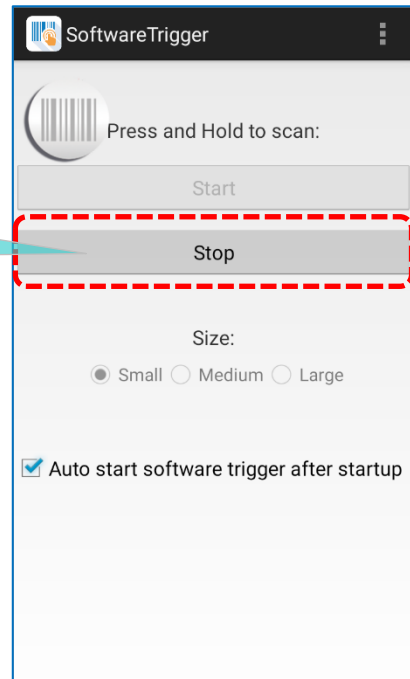 SoftwareTrigger
Press and Hold to scan:
Start
Stop
Size:
Small Medium Large
Auto start software trigger after startup